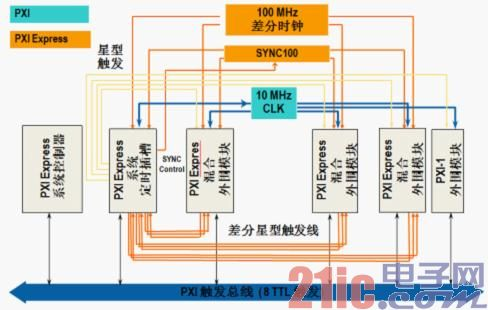 PXI
PXI Express
100 MHz
差分时钟
星型
触发
SYNC100
10 MHz
CLK
PXI Express
系统控制器
PXI Express
系统
定时插槽
SYNC
Control
PXI Express
混合
外围模块
PXI Express
混合
外围模块
PXI Express
混合
外围模块
PXI-1
外围模块
差分星型触发线
PXI 触发总线 (8 TTL 触发
21ic.com
电子网